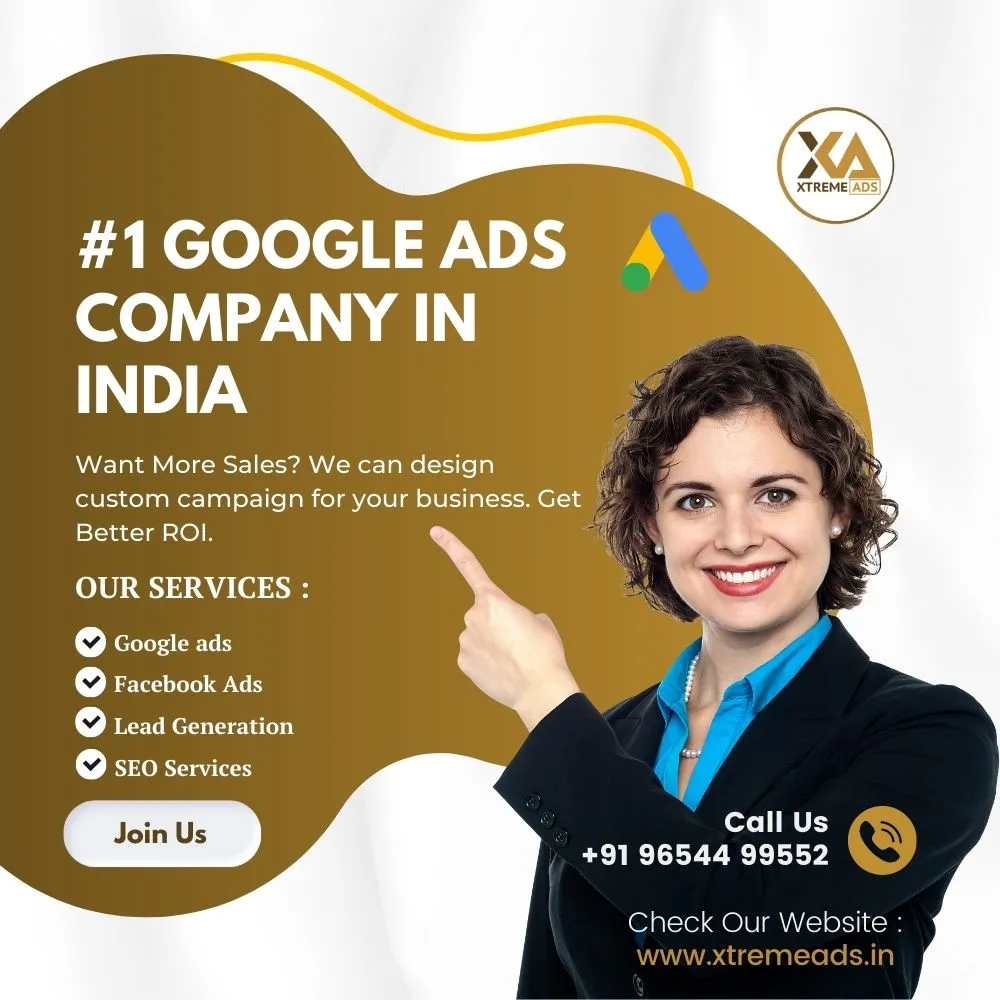 XA
XTREME ADS
#1 GOOGLE ADS
COMPANY IN
INDIA
Want More Sales? We can design
custom campaign for your business. Get
Better ROI.
OUR SERVICES :
Google ads
Facebook Ads
Lead Generation
SEO Services
Join Us
Call Us
+91 96544 99552
Check Our Website :
www.xtremeads.in